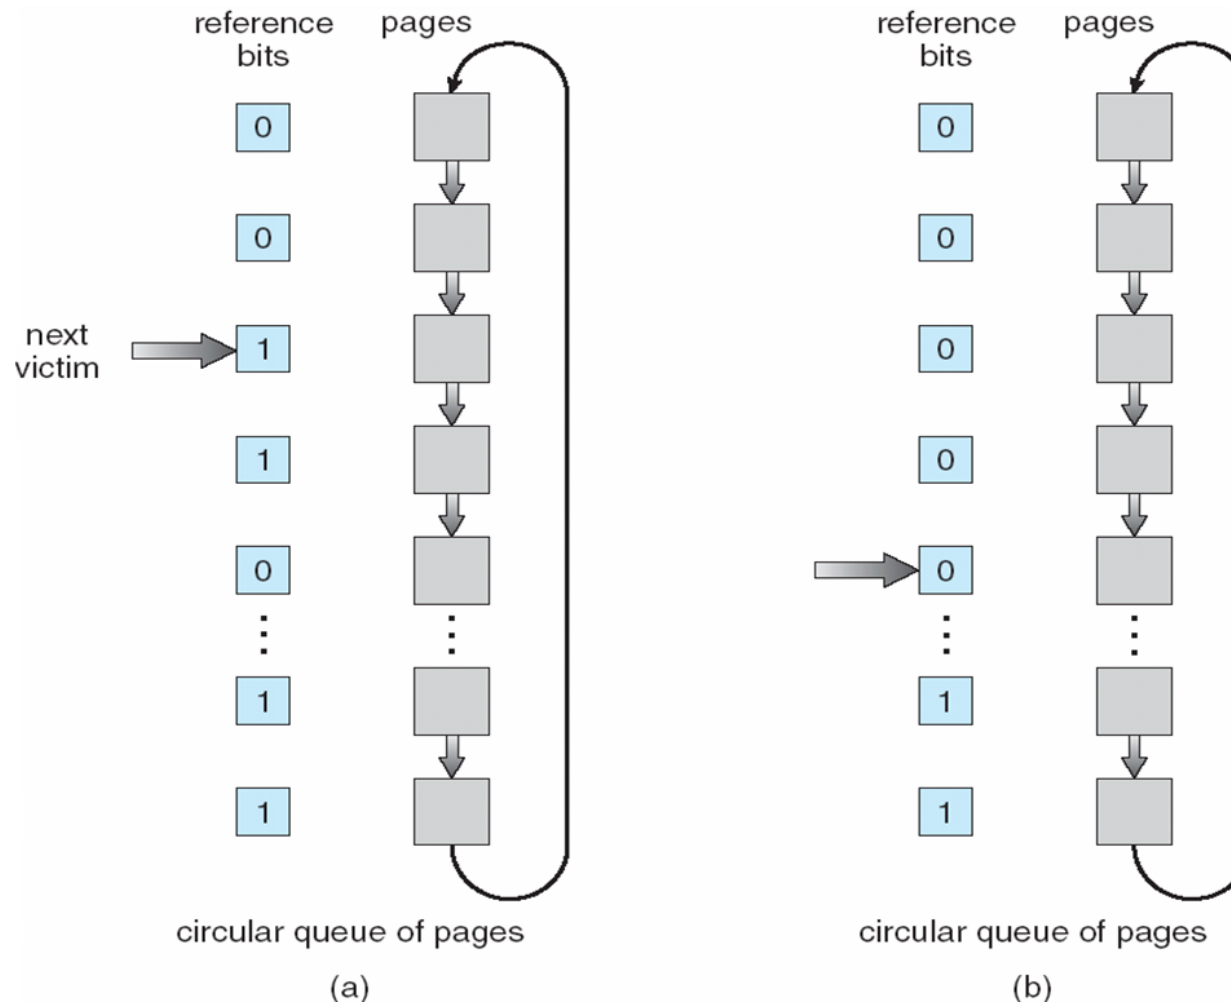 reference
bits
pages
0
0
next
victim
1
1
0
1
1
circular queue of pages
(a)
reference
bits
pages
0
0
0
0
0
1
1
circular queue of pages
(b)